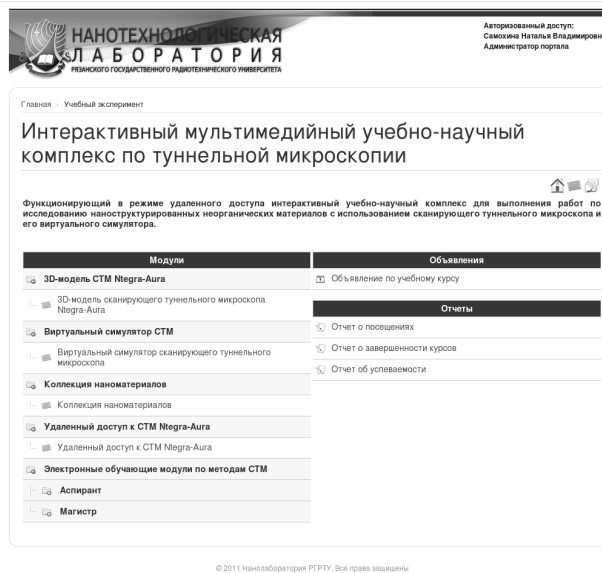 НАНОТЕХНОЛОГИЧЕСКАЯ
ЛАБОРАТОРИЯ
РЯЗАНСКОГО ГОСУДАРСТВЕННОГО РАДИОТЕХНИЧЕСКОГО УНИВЕРСИТЕТА
Авторизованный доступ:
Самохина Наталья Владимировн
Администратор портала
Главная › Учебный эксперимент
Интерактивный мультимедийный учебно-научный
комплекс по туннельной микроскопии
Функционирующий в режиме удаленного доступа интерактивный учебно-научный комплекс для выполнения работ по
исследованию наноструктурированных неорганических материалов с использованием сканирующего туннельного микроскопа и
его виртуального симулятора.
Модули
3D-модель СТМ Ntegra-Aura
3D-модель сканирующего туннельного микроскопа
Ntegra-Aura
Виртуальный симулятор СТМ
Виртуальный симулятор сканирующего туннельного
микроскопа
Коллекция наноматериалов
Коллекция наноматериалов
Удаленный доступ к СТМ Ntegra-Aura
Удаленный доступ к СТМ Ntegra-Aura
Электронные обучающие модули по методам СТМ
Аспирант
Магистр
Объявления
Объявление по учебному курсу
Отчеты
Отчет о посещениях
Отчет о завершенности курсов
Отчет об успеваемости
© 2011 Нанолаборатория РГРТУ. Все права защищены